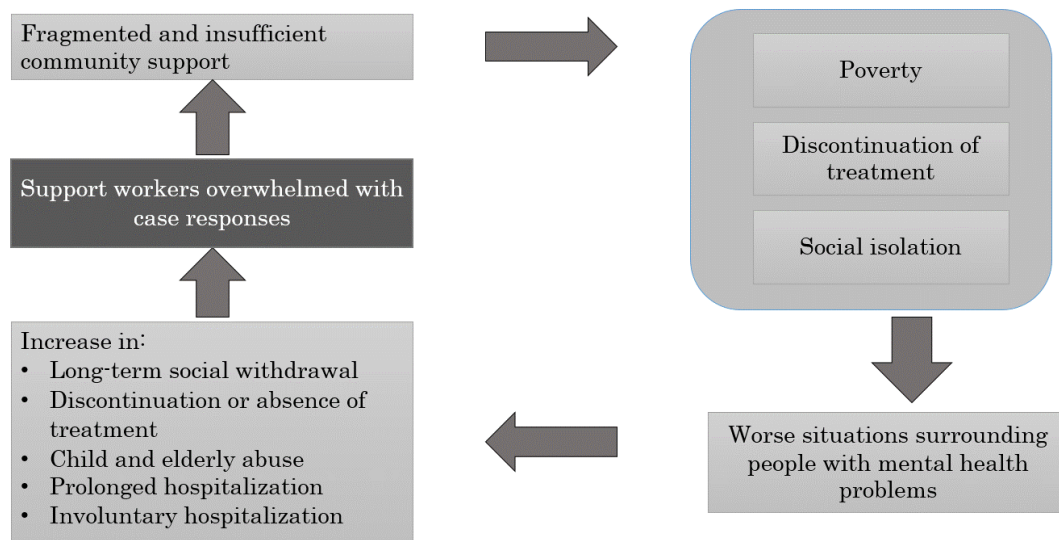 Fragmented and insufficient
community support
Poverty
Discontinuation of
treatment
Social isolation
Support workers overwhelmed with
case responses
Increase in:
• Long-term social withdrawal
• Discontinuation or absence of
treatment
• Child and elderly abuse
• Prolonged hospitalization
• Involuntary hospitalization
Worse situations surrounding
people with mental health
problems